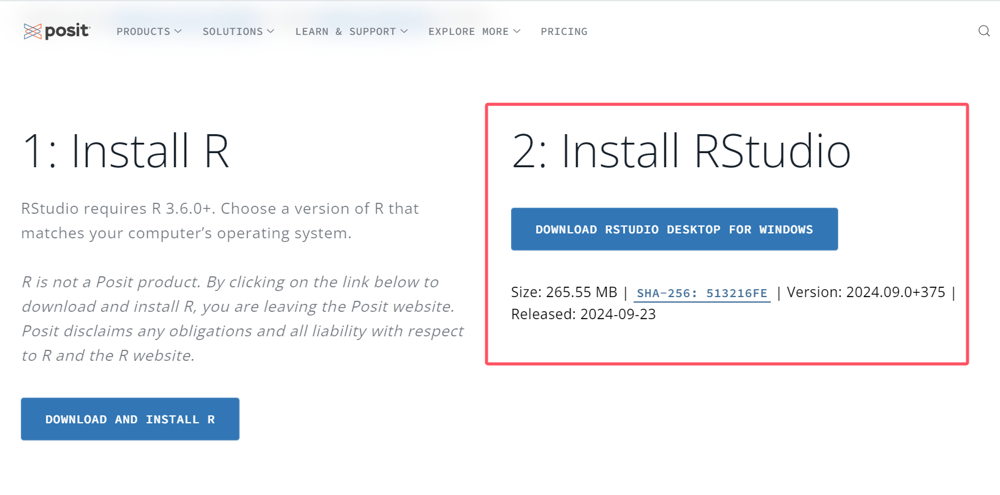 posit
PRODUCTS
SOLUTIONS
LEARN & SUPPORT
EXPLORE MORE
PRICING
1: Install R
RStudio requires R 3.6.0+. Choose a version of R that
matches your computer’s operating system.
R is not a Posit product. By clicking on the link below to
download and install R, you are leaving the Posit website.
Posit disclaims any obligations and all liability with respect
to R and the R website.
DOWNLOAD AND INSTALL R
2: Install RStudio
DOWNLOAD RSTUDIO DESKTOP FOR WINDOWS
Size: 265.55 MB | SHA-256: 513216FE | Version: 2024.09.0+375 |
Released: 2024-09-23